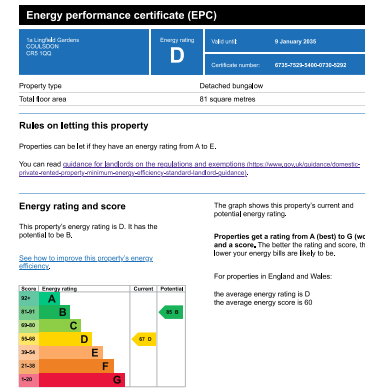 Energy performance certificate (EPC)
1a Lingfield Gardens
COULSDON
CR5 1QQ
Energy rating
D
Valid until:
9 January 2035
Certificate number:
6735-7529-5400-0730-5292
Property type
Detached bungalow
Total floor area
81 square metres
Rules on letting this property
Properties can be let if they have an energy rating from A to E.
You can read guidance for landlords on the regulations and exemptions (https://www.gov.uk/guidance/domestic-
private-rented-property-minimum-energy-efficiency-standard-landlord-guidance).
Energy rating and score
This property's energy rating is D. It has the
potential to be B.
See how to improve this property's energy
efficiency.
Score Energy rating Current Potential
92+ A
81-91 B 85 B
69-80 C
55-68 D 67 D
39-54 E
21-38 F
1-20 G
The graph shows this property's current and
potential energy rating.
Properties get a rating from A (best) to G (wo
and a score. The better the rating and score, th
lower your energy bills are likely to be.
For properties in England and Wales:
the average energy rating is D
the average energy score is 60